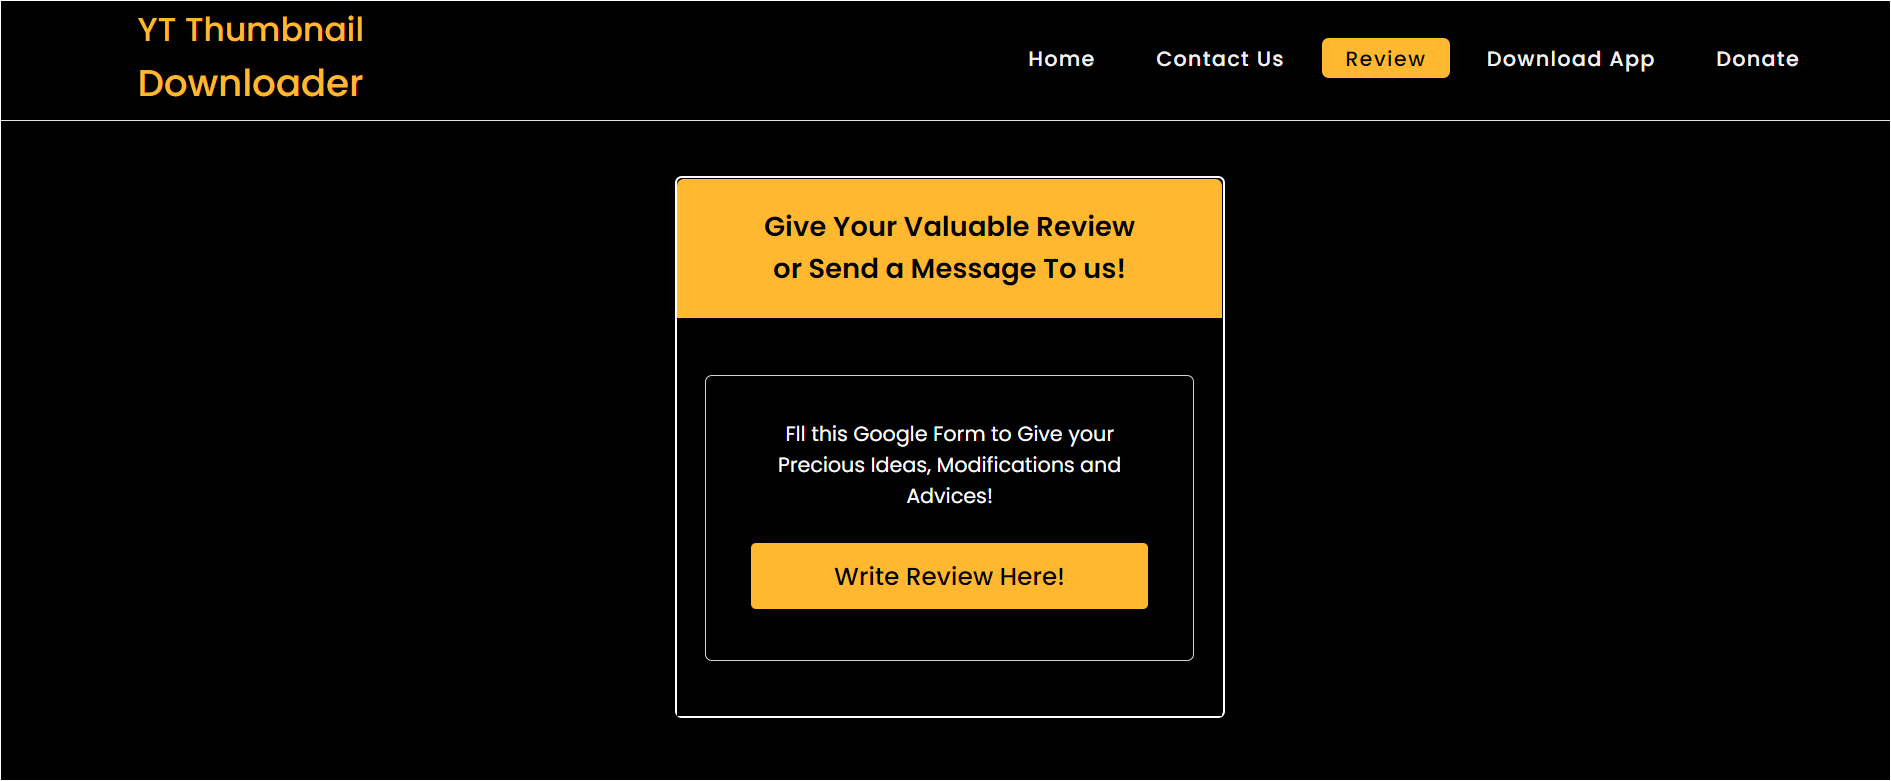 YT Thumbnail
Downloader
Home Contact Us Review Download App Donate
Give Your Valuable Review
or Send a Message To us!
Fll this Google Form to Give your
Precious Ideas, Modifications and
Advices!
Write Review Here!